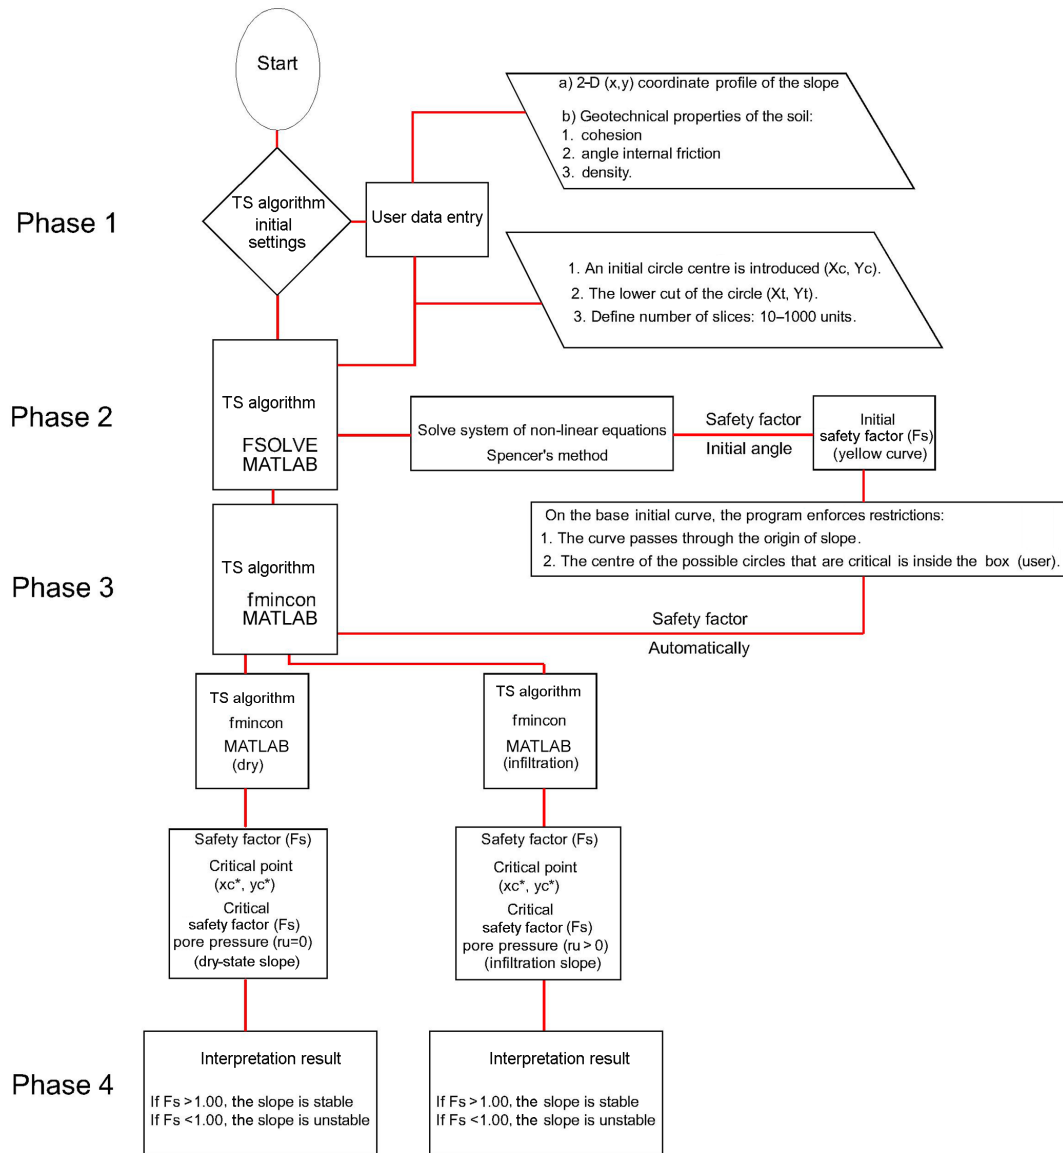 Start
a) 2-D (x,y) coordinate profile of the slope
b) Geotechnical properties of the soil:
1. cohesion
2. angle internal friction
3. density.
Phase 1
TS algorithm
initial
settings
User data entry
1. An initial circle centre is introduced (Xc, Yc).
2. The lower cut of the circle (Xt, Yt).
3. Define number of slices: 10–1000 units.
Phase 2
TS algorithm
FSOLVE
MATLAB
Solve system of non-linear equations
Spencer's method
Safety factor
Initial angle
Initial
safety factor (Fs)
(yellow curve)
On the base initial curve, the program enforces restrictions:
1. The curve passes through the origin of slope.
2. The centre of the possible circles that are critical is inside the box (user).
Phase 3
TS algorithm
fmincon
MATLAB
Safety factor
Automatically
TS algorithm
fmincon
MATLAB
(dry)
TS algorithm
fmincon
MATLAB
(infiltration)
Safety factor (Fs)
Critical point
(xc*, yc*)
Critical
safety factor (Fs)
pore pressure (ru=0)
(dry-state slope)
Safety factor (Fs)
Critical point
(xc*, yc*)
Critical
safety factor (Fs)
pore pressure (ru > 0)
(infiltration slope)
Phase 4
Interpretation result
If Fs >1.00, the slope is stable
If Fs <1.00, the slope is unstable
Interpretation result
If Fs >1.00, the slope is stable
If Fs <1.00, the slope is unstable